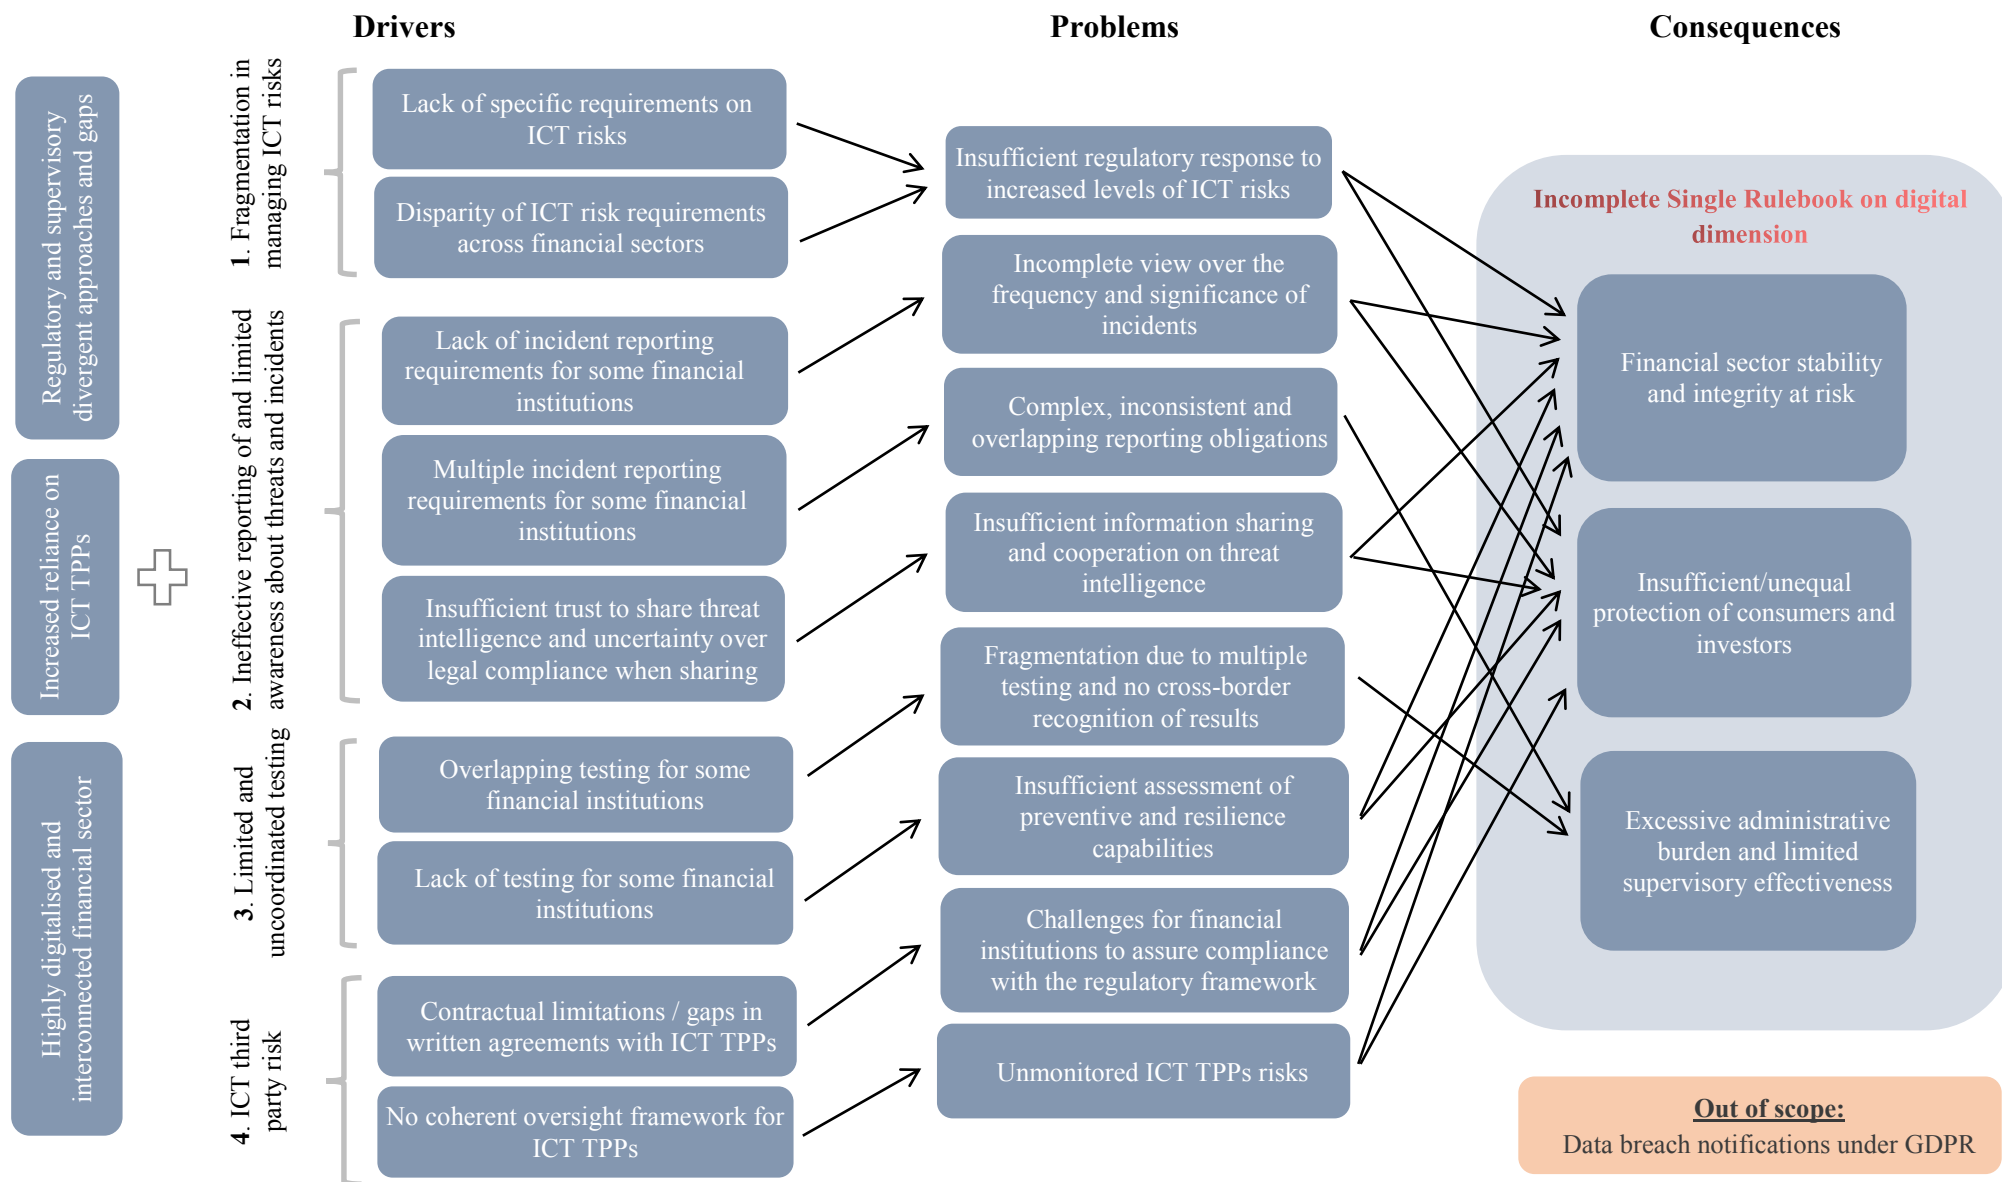 Drivers
Problems
Consequences
Regulatory and supervisory
divergent approaches and gaps
Increased reliance on
ICT TPPs
Highly digitalised and
interconnected financial sector
1. Fragmentation in
managing ICT risks
Lack of specific requirements on
ICT risks
Disparity of ICT risk requirements
across financial sectors
2. Ineffective reporting of and limited
awareness about threats and incidents
Lack of incident reporting
requirements for some financial
institutions
Multiple incident reporting
requirements for some financial
institutions
Insufficient trust to share threat
intelligence and uncertainty over
legal compliance when sharing
3. Limited and
uncoordinated testing
Overlapping testing for some
financial institutions
Lack of testing for some financial
institutions
4. ICT third
party risk
Contractual limitations / gaps in
written agreements with ICT TPPs
No coherent oversight framework for
ICT TPPs
Insufficient regulatory response to
increased levels of ICT risks
Incomplete view over the
frequency and significance of
incidents
Complex, inconsistent and
overlapping reporting obligations
Insufficient information sharing
and cooperation on threat
intelligence
Fragmentation due to multiple
testing and no cross-border
recognition of results
Insufficient assessment of
preventive and resilience
capabilities
Challenges for financial
institutions to assure compliance
with the regulatory framework
Unmonitored ICT TPPs risks
Incomplete Single Rulebook on digital
dimension
Financial sector stability
and integrity at risk
Insufficient/unequal
protection of consumers and
investors
Excessive administrative
burden and limited
supervisory effectiveness
Out of scope:
Data breach notifications under GDPR